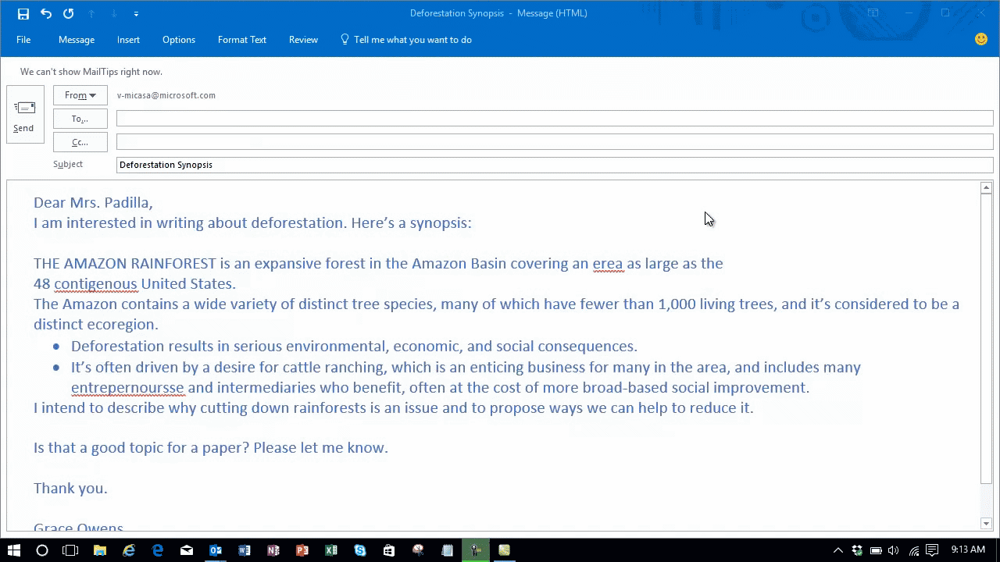 Deforestation Synopsis - Message (HTML)
File Message Insert Options Format Text Review Tell me what you want to do
We can't show MailTips right now.
From v-micasa@microsoft.com
Send
To...
Cc...
Subject Deforestation Synopsis
Dear Mrs. Padilla,
I am interested in writing about deforestation. Here’s a synopsis:
THE AMAZON RAINFOREST is an expansive forest in the Amazon Basin covering an erea as large as the
48 contigenous United States.
The Amazon contains a wide variety of distinct tree species, many of which have fewer than 1,000 living trees, and it’s considered to be a
distinct ecoregion.
• Deforestation results in serious environmental, economic, and social consequences.
• It’s often driven by a desire for cattle ranching, which is an enticing business for many in the area, and includes many
entrepernoursse and intermediaries who benefit, often at the cost of more broad-based social improvement.
I intend to describe why cutting down rainforests is an issue and to propose ways we can help to reduce it.
Is that a good topic for a paper? Please let me know.
Thank you.
Grace Owens
9:13 AM